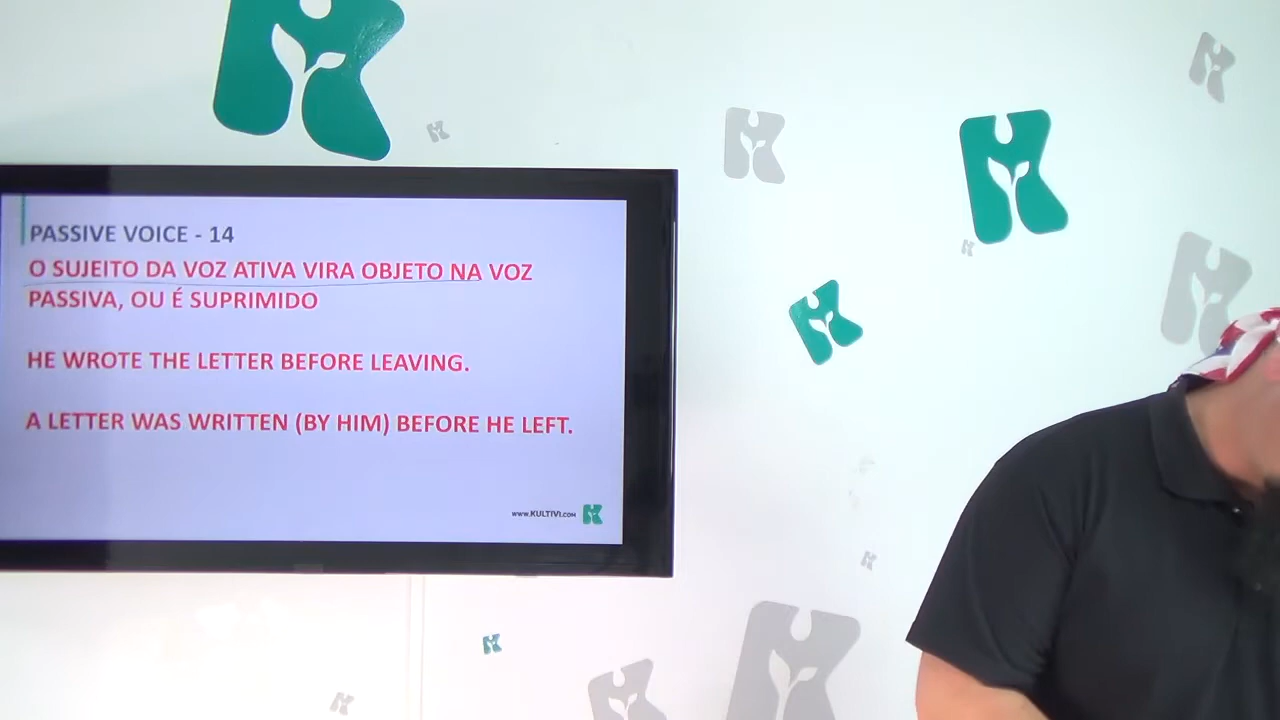 PASSIVE VOICE - 14
O SUJEITO DA VOZ ATIVA VIRA OBJETO NA VOZ
PASSIVA, OU É SUPRIMIDO
HE WROTE THE LETTER BEFORE LEAVING.
A LETTER WAS WRITTEN (BY HIM) BEFORE HE LEFT.
www.KULTIVI.COM